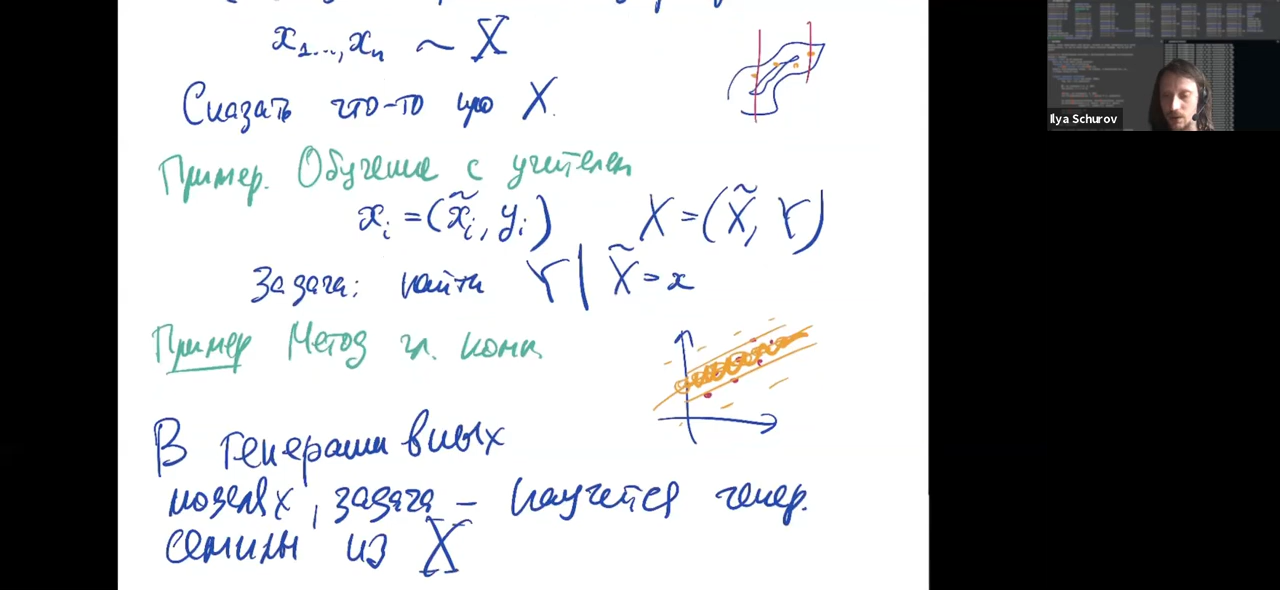 x₁...,xₙ ~ X
Сказать что-то про X.
Пример. Обучение с учителем
xᵢ = (x̃ᵢ, yᵢ) X = (X̃, Y)
Задача: найти Y | X̃ = x
Пример Метод гл. комп.
В генеративных
моделях, задача – научится генер.
семплы из X
Ilya Schurov